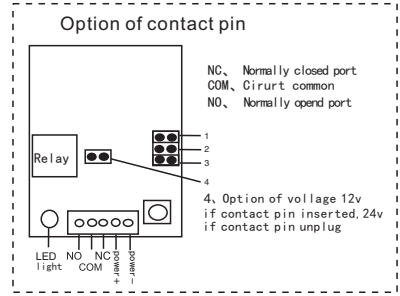 Option of contact pin
NC、 Normally closed port
COM、 Cirurt common
NO、 Normally opend port
1
2
3
Relay
4
4、Option of vollage 12v
if contact pin inserted, 24v
if contact pin unplug
LED
light
NO
COM
NC
power+
power−